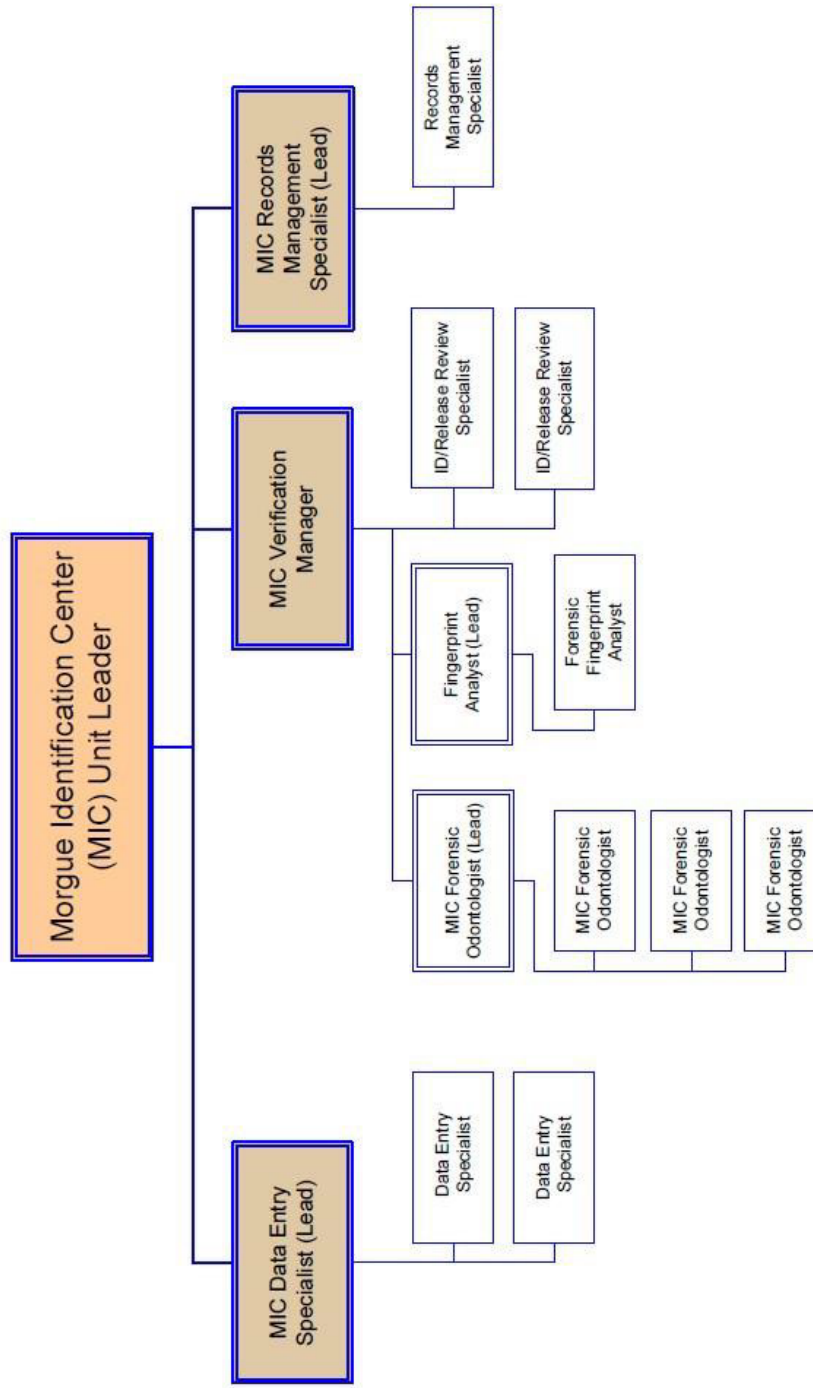 Morgue Identification Center
(MIC) Unit Leader
MIC Data Entry
Specialist (Lead)
Data Entry
Specialist
Data Entry
Specialist
MIC Verification
Manager
MIC Forensic
Odontologist (Lead)
MIC Forensic
Odontologist
MIC Forensic
Odontologist
MIC Forensic
Odontologist
Fingerprint
Analyst (Lead)
Forensic
Fingerprint
Analyst
ID/Release Review
Specialist
ID/Release Review
Specialist
MIC Records
Management
Specialist (Lead)
Records
Management
Specialist